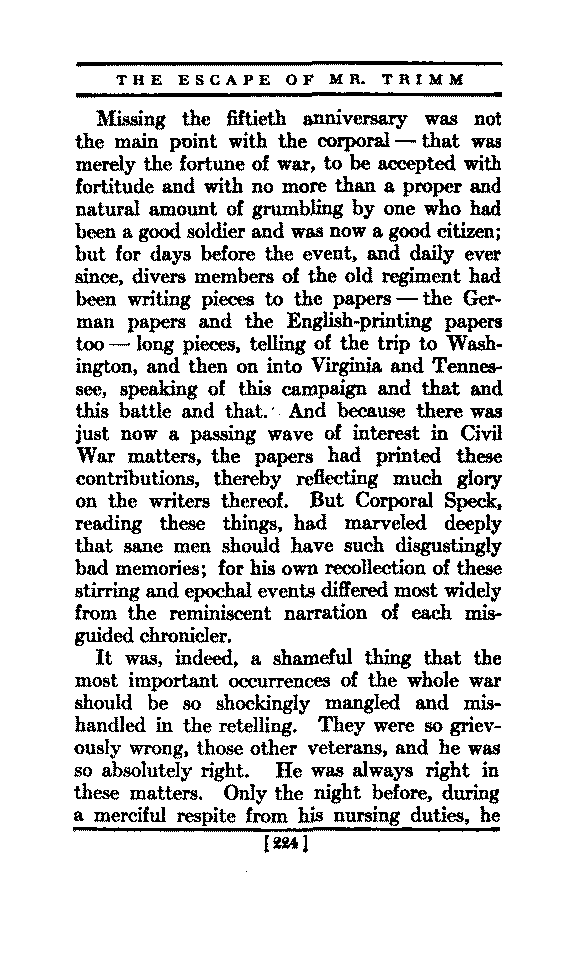 THE ESCAPE OF MR. TRIMM
Missing the fiftieth anniversary was not
the main point with the corporal — that was
merely the fortune of war, to be accepted with
fortitude and with no more than a proper and
natural amount of grumbling by one who had
been a good soldier and was now a good citizen;
but for days before the event, and daily ever
since, divers members of the old regiment had
been writing pieces to the papers — the Ger-
man papers and the English-printing papers
too — long pieces, telling of the trip to Wash-
ington, and then on into Virginia and Tennes-
see, speaking of this campaign and that and
this battle and that. And because there was
just now a passing wave of interest in Civil
War matters, the papers had printed these
contributions, thereby reflecting much glory
on the writers thereof. But Corporal Speck,
reading these things, had marveled deeply
that sane men should have such disgustingly
bad memories; for his own recollection of these
stirring and epochal events differed most widely
from the reminiscent narration of each mis-
guided chronicler.
It was, indeed, a shameful thing that the
most important occurrences of the whole war
should be so shockingly mangled and mis-
handled in the retelling. They were so griev-
ously wrong, those other veterans, and he was
so absolutely right. He was always right in
these matters. Only the night before, during
a merciful respite from his nursing duties, he
[224]